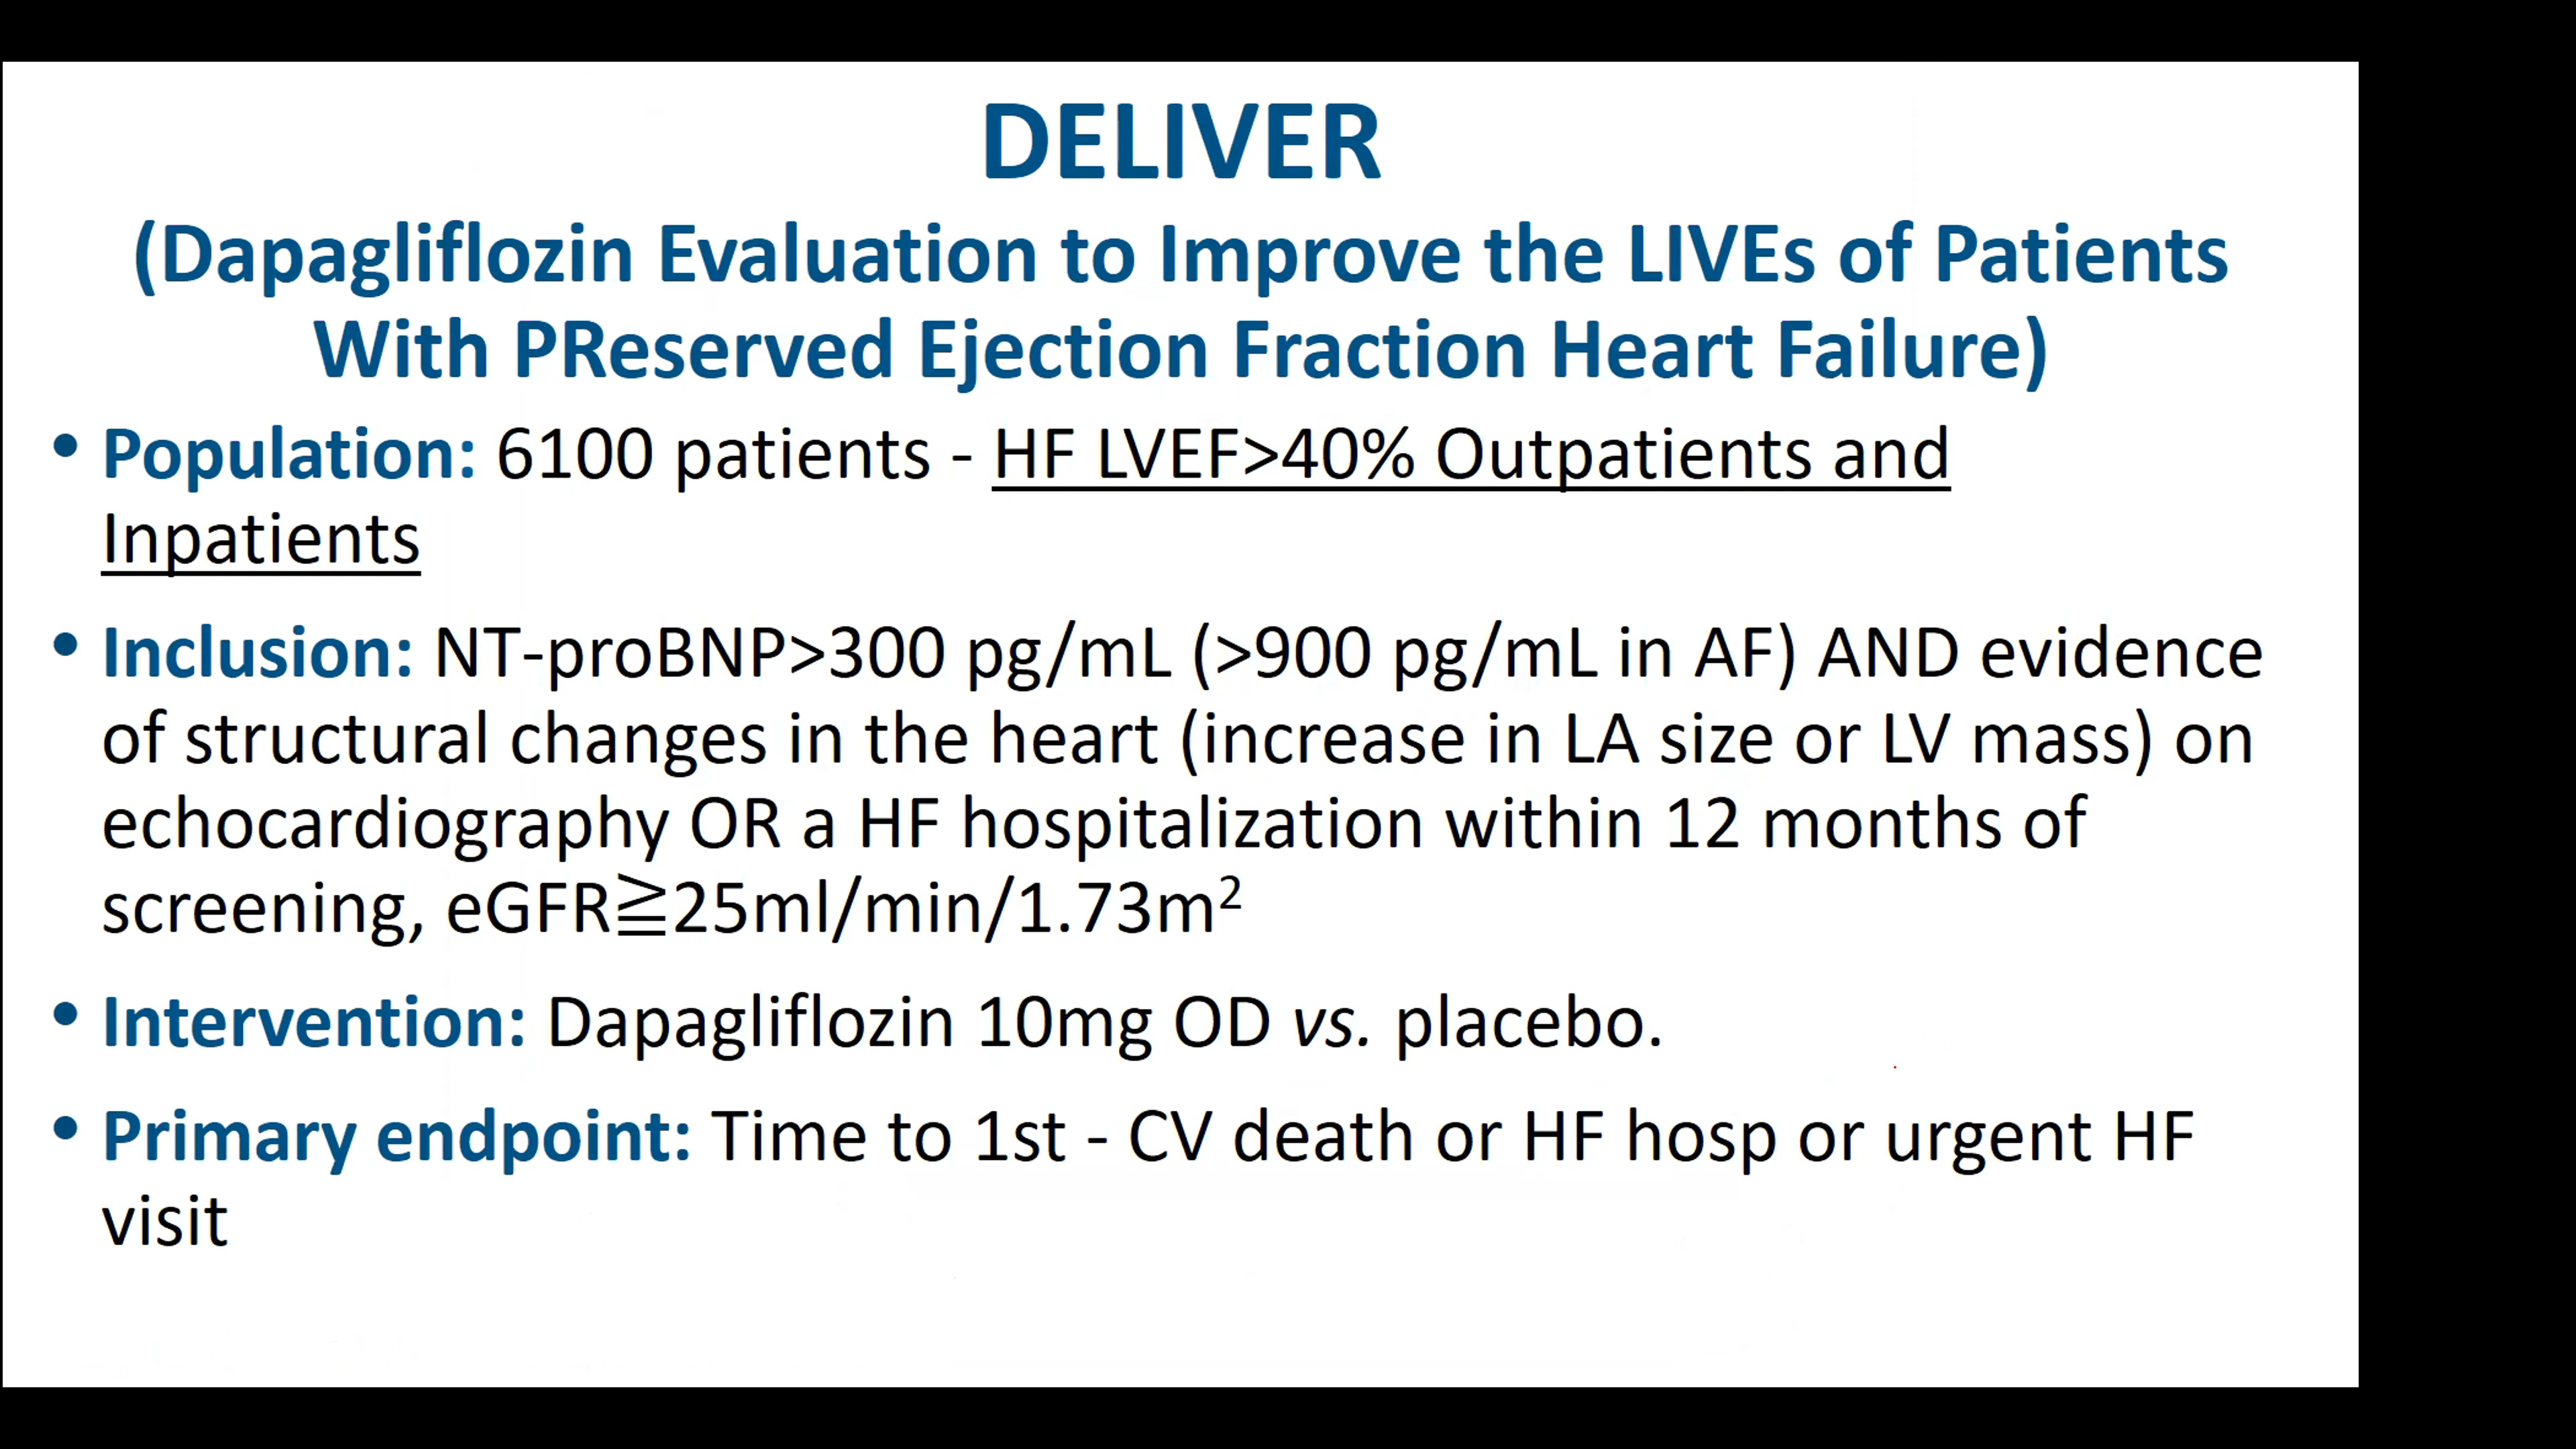 DELIVER
(Dapagliflozin Evaluation to Improve the LIVEs of Patients
With PReserved Ejection Fraction Heart Failure)
• Population: 6100 patients - HF LVEF>40% Outpatients and
Inpatients
• Inclusion: NT-proBNP>300 pg/mL (>900 pg/mL in AF) AND evidence
of structural changes in the heart (increase in LA size or LV mass) on
echocardiography OR a HF hospitalization within 12 months of
screening, eGFR≧25ml/min/1.73m²
• Intervention: Dapagliflozin 10mg OD vs. placebo.
• Primary endpoint: Time to 1st - CV death or HF hosp or urgent HF
visit